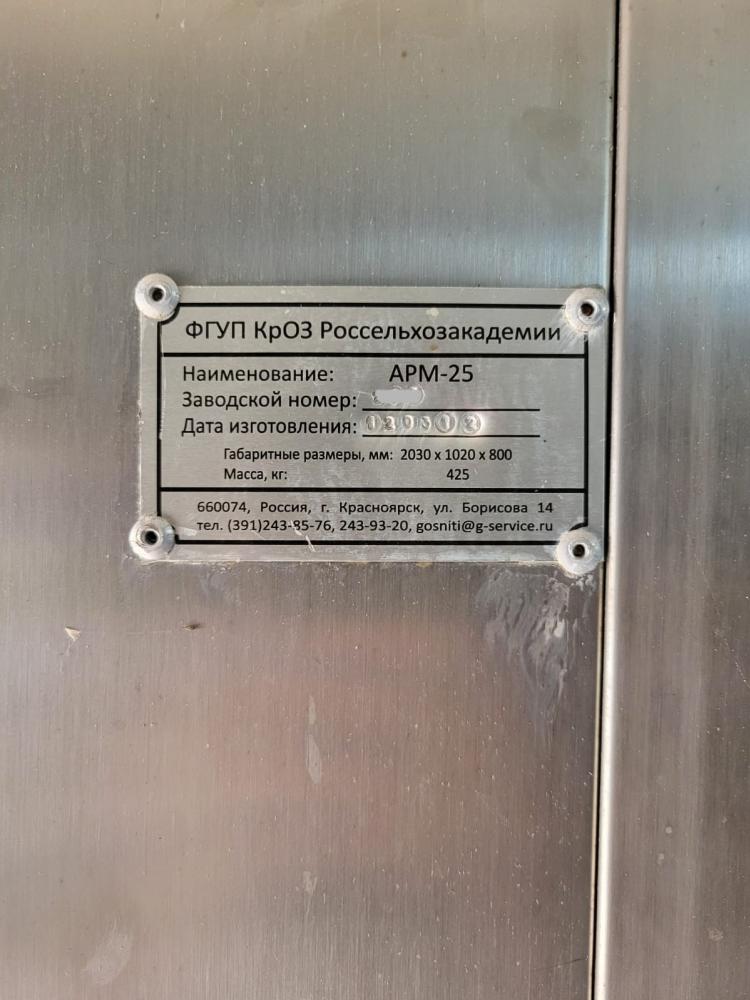 ФГУП КрОЗ Россельхозакадемии
Наименование: АРМ-25
Заводской номер:
Дата изготовления: 120312
Габаритные размеры, мм: 2030 x 1020 x 800
Масса, кг: 425
660074, Россия, г. Красноярск, ул. Борисова 14
тел. (391)243-85-76, 243-93-20, gosniti@g-service.ru